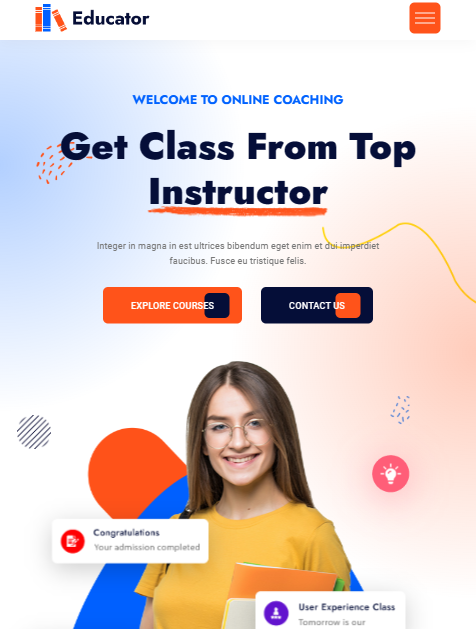 Educator
WELCOME TO ONLINE COACHING
Get Class From Top
Instructor
Integer in magna in est ultrices bibendum eget enim et dui imperdiet
faucibus. Fusce eu tristique felis.
EXPLORE COURSES
CONTACT US
Congratulations
Your admission completed
User Experience Class
Tomorrow is our